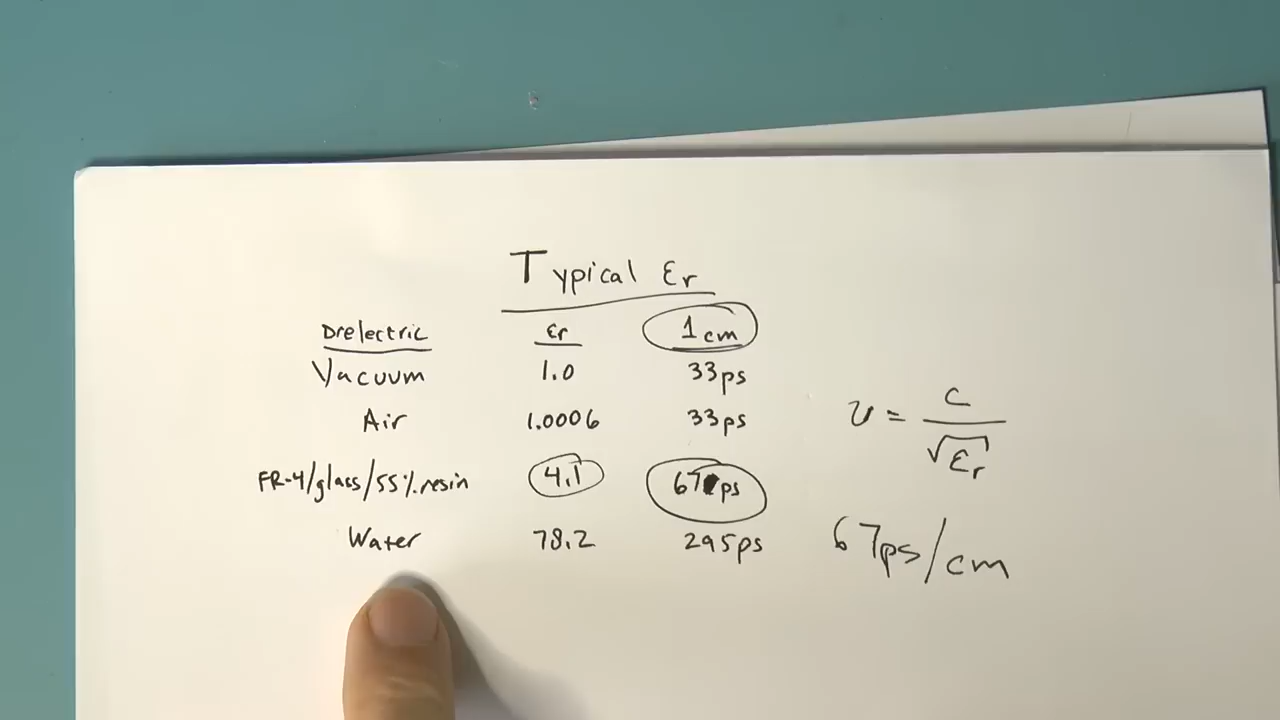 Typical εr
Dielectric εr 1cm
Vacuum 1.0 33ps
Air 1.0006 33ps
FR-4/glass/55%resin 4.1 67ps
Water 78.2 295ps
v = c/√εr
67ps/cm